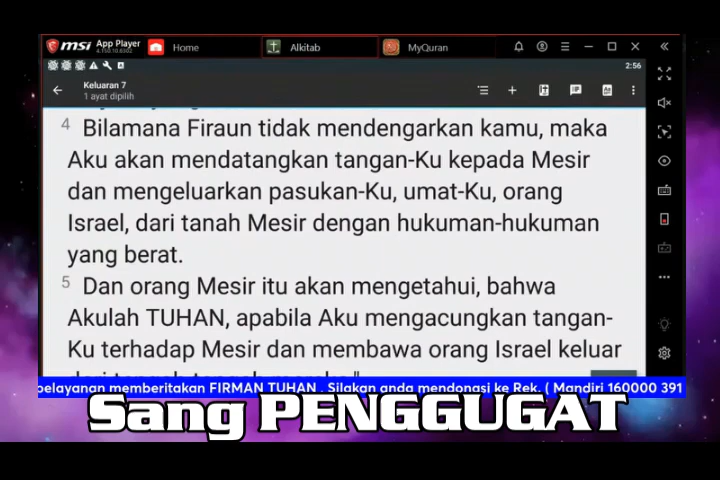 msi App Player
Home
Alkitab
MyQuran
2:56
Keluaran 7
1 ayat dipilih
4 Bilamana Firaun tidak mendengarkan kamu, maka
Aku akan mendatangkan tangan-Ku kepada Mesir
dan mengeluarkan pasukan-Ku, umat-Ku, orang
Israel, dari tanah Mesir dengan hukuman-hukuman
yang berat.
5 Dan orang Mesir itu akan mengetahui, bahwa
Akulah TUHAN, apabila Aku mengacungkan tangan-
Ku terhadap Mesir dan membawa orang Israel keluar
pelayanan memberitakan FIRMAN TUHAN . Silakan anda mendonasi ke Rek. ( Mandiri 160000 391
Sang PENGGUGAT